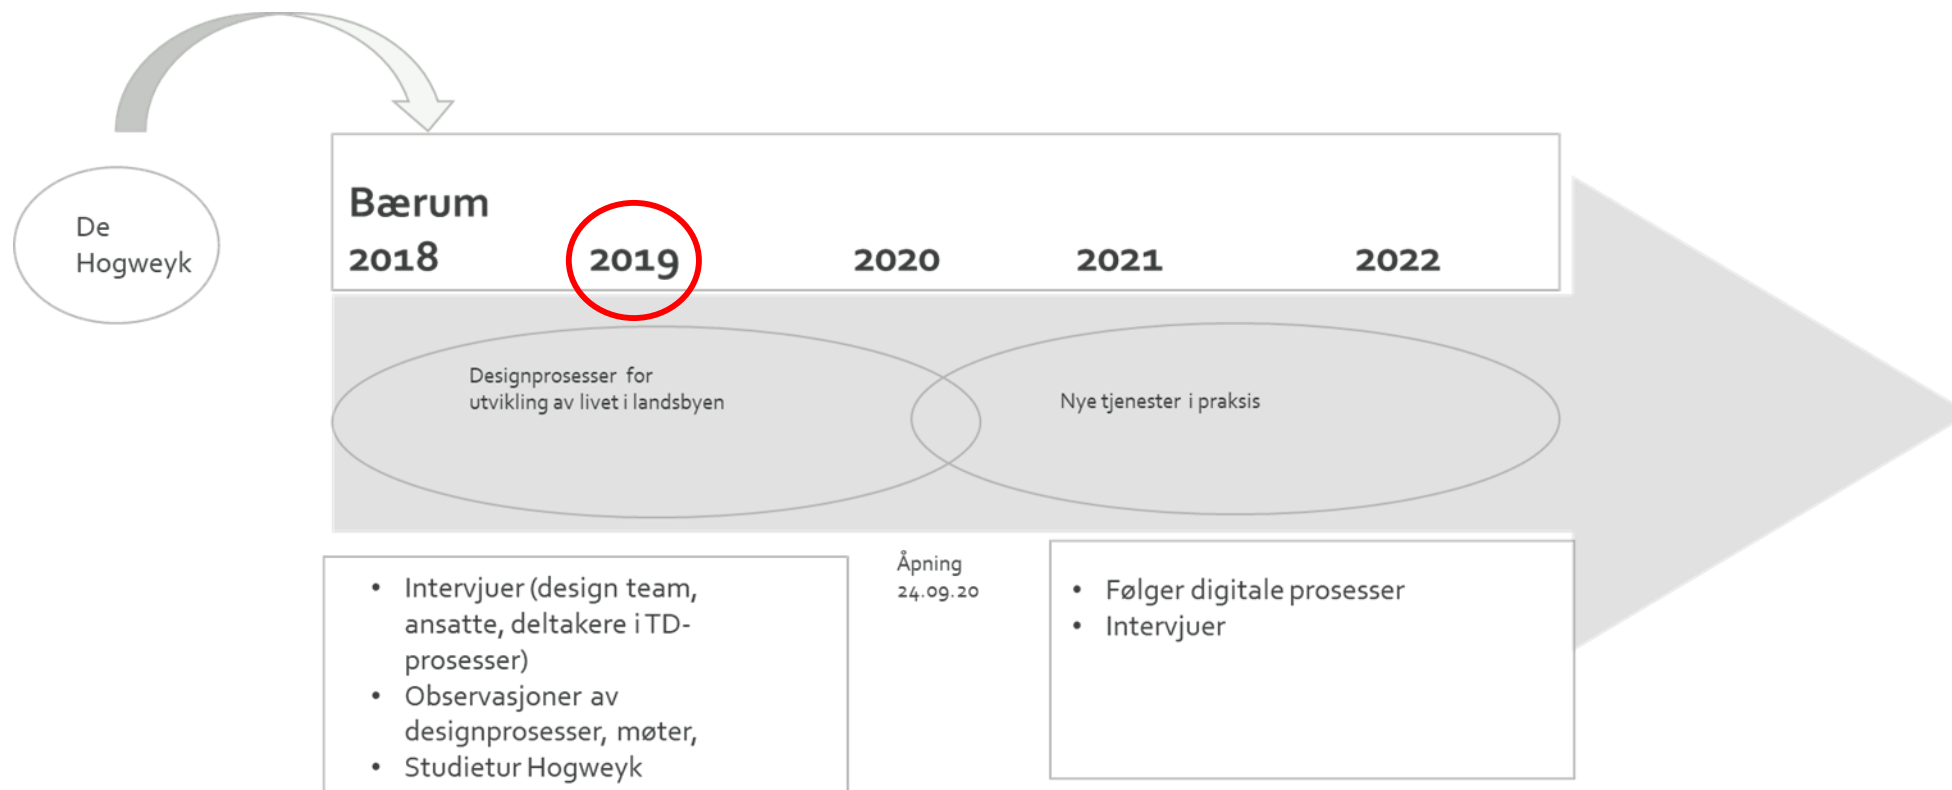 De
Hogweyk
Bærum
2018 2019 2020 2021 2022
Designprosesser for
utvikling av livet i landsbyen
Nye tjenester i praksis
• Intervjuer (design team,
ansatte, deltakere i TD-
prosesser)
• Observasjoner av
designprosesser, møter,
• Studietur Hogweyk
Åpning
24.09.20
• Følger digitale prosesser
• Intervjuer